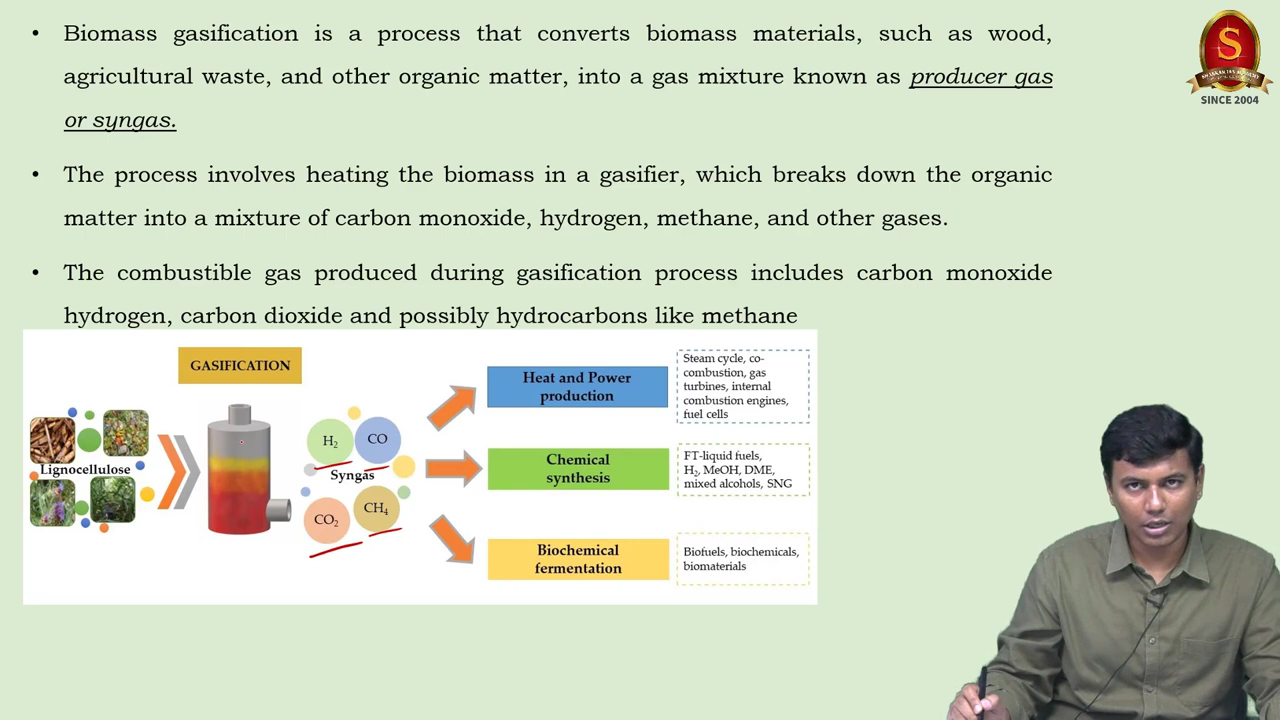 • Biomass gasification is a process that converts biomass materials, such as wood,
agricultural waste, and other organic matter, into a gas mixture known as producer gas
or syngas.
• The process involves heating the biomass in a gasifier, which breaks down the organic
matter into a mixture of carbon monoxide, hydrogen, methane, and other gases.
• The combustible gas produced during gasification process includes carbon monoxide
hydrogen, carbon dioxide and possibly hydrocarbons like methane
GASIFICATION
Lignocellulose
H₂
CO
Syngas
CO₂
CH₄
Heat and Power
production
Steam cycle, co-
combustion, gas
turbines, internal
combustion engines,
fuel cells
Chemical
synthesis
FT-liquid fuels,
H₂, MeOH, DME,
mixed alcohols, SNG
Biochemical
fermentation
Biofuels, biochemicals,
biomaterials
S
SINCE 2004